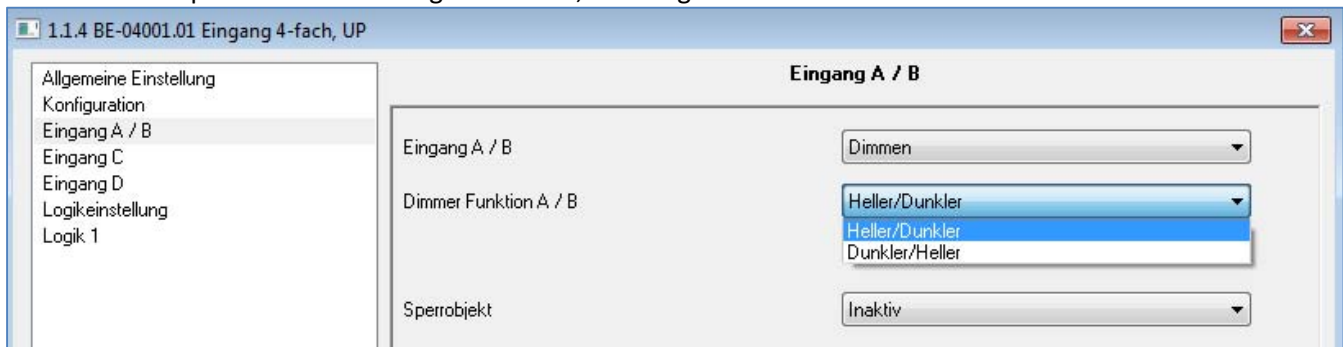 1.1.4 BE-04001.01 Eingang 4-fach, UP
Allgemeine Einstellung
Konfiguration
Eingang A / B
Eingang C
Eingang D
Logikeinstellung
Logik 1
Eingang A / B
Eingang A / B Dimmen
Dimmer Funktion A / B Heller/Dunkler
Heller/Dunkler
Dunkler/Heller
Sperrobjekt Inaktiv